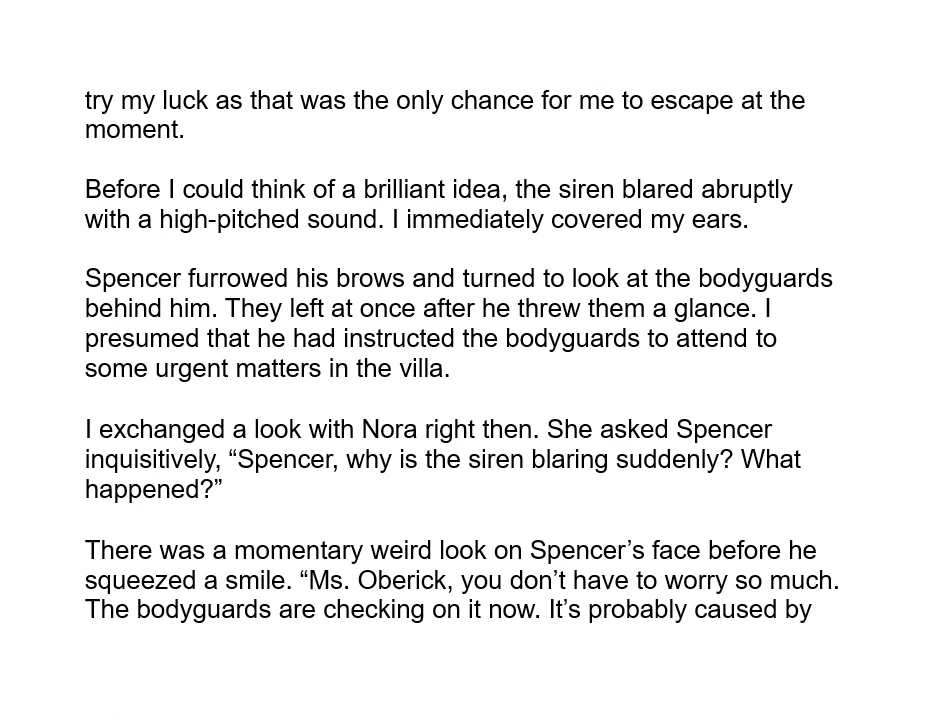 try my luck as that was the only chance for me to escape at the
moment.
Before I could think of a brilliant idea, the siren blared abruptly
with a high-pitched sound. I immediately covered my ears.
Spencer furrowed his brows and turned to look at the bodyguards
behind him. They left at once after he threw them a glance. I
presumed that he had instructed the bodyguards to attend to
some urgent matters in the villa.
I exchanged a look with Nora right then. She asked Spencer
inquisitively, “Spencer, why is the siren blaring suddenly? What
happened?”
There was a momentary weird look on Spencer’s face before he
squeezed a smile. “Ms. Oberick, you don’t have to worry so much.
The bodyguards are checking on it now. It’s probably caused by